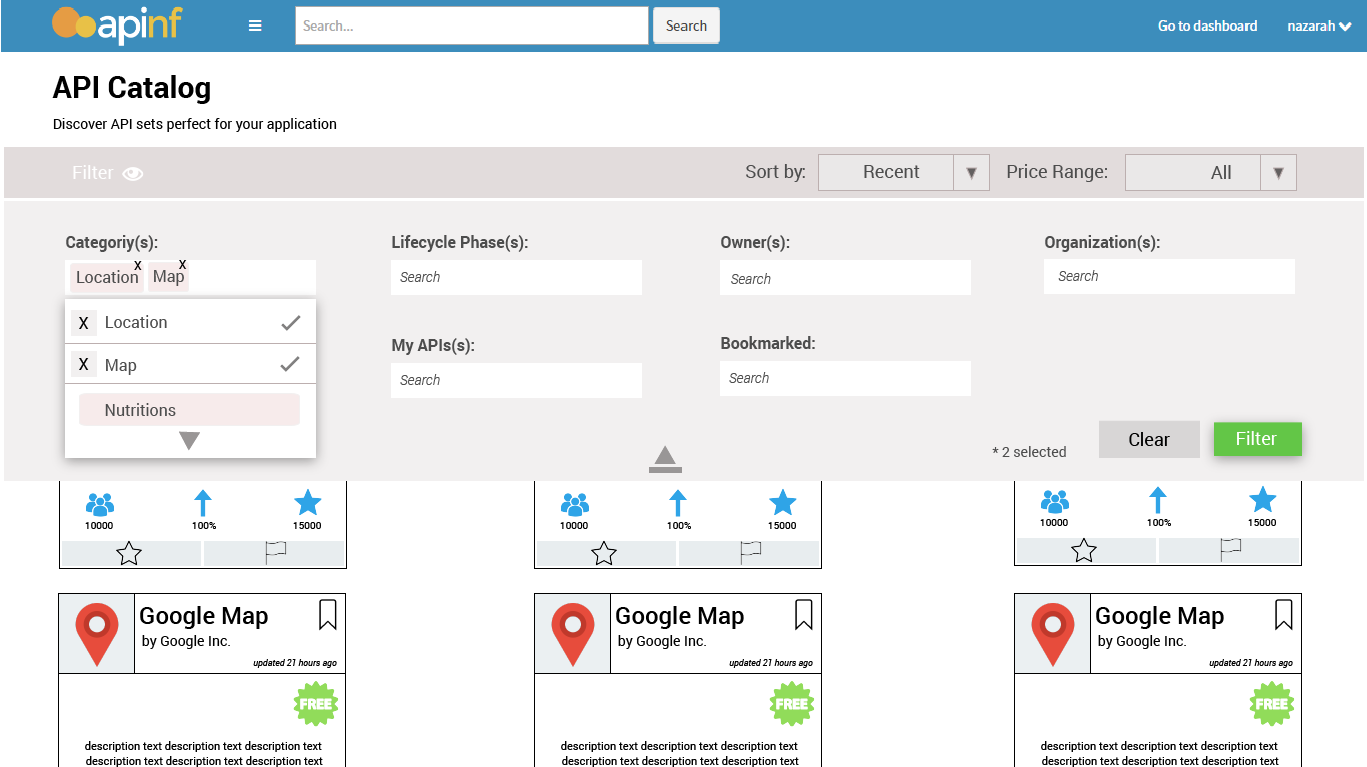 apinf
Search...
Search
Go to dashboard
nazarah
API Catalog
Discover API sets perfect for your application
Filter
Sort by:
Recent
Price Range:
All
Categoriy(s):
Lifecycle Phase(s):
Owner(s):
Organization(s):
Location x
Map x
Search
Search
Search
X Location
X Map
Nutritions
My APIs(s):
Bookmarked:
Search
Search
* 2 selected
Clear
Filter
10000
100%
15000
10000
100%
15000
10000
100%
15000
Google Map
by Google Inc.
updated 21 hours ago
FREE
description text description text description text
description text description text description text
Google Map
by Google Inc.
updated 21 hours ago
FREE
description text description text description text
description text description text description text
Google Map
by Google Inc.
updated 21 hours ago
FREE
description text description text description text
description text description text description text